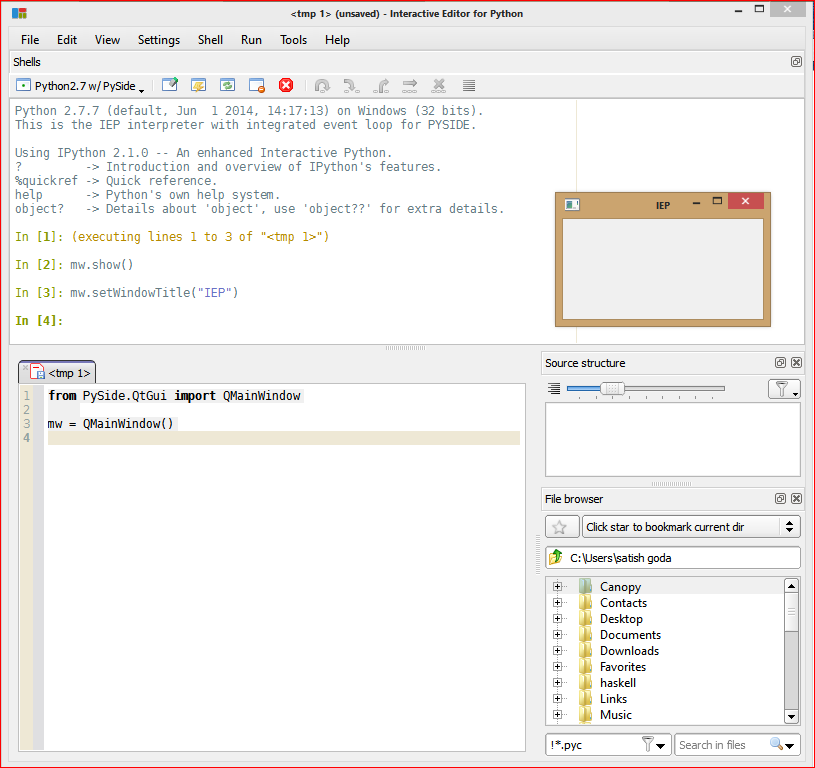 <tmp 1> (unsaved) - Interactive Editor for Python
File Edit View Settings Shell Run Tools Help
Shells
Python2.7 w/ PySide
Python 2.7.7 (default, Jun  1 2014, 14:17:13) on Windows (32 bits).
This is the IEP interpreter with integrated event loop for PYSIDE.
Using IPython 2.1.0 -- An enhanced Interactive Python.
?         -> Introduction and overview of IPython's features.
%quickref -> Quick reference.
help      -> Python's own help system.
object?   -> Details about 'object', use 'object??' for extra details.
In [1]: (executing lines 1 to 3 of "<tmp 1>")
In [2]: mw.show()
In [3]: mw.setWindowTitle("IEP")
In [4]:
IEP
<tmp 1>
1 from PySide.QtGui import QMainWindow
2
3 mw = QMainWindow()
4
Source structure
File browser
Click star to bookmark current dir
C:\Users\satish goda
Canopy
Contacts
Desktop
Documents
Downloads
Favorites
haskell
Links
Music
!*.pyc
Search in files